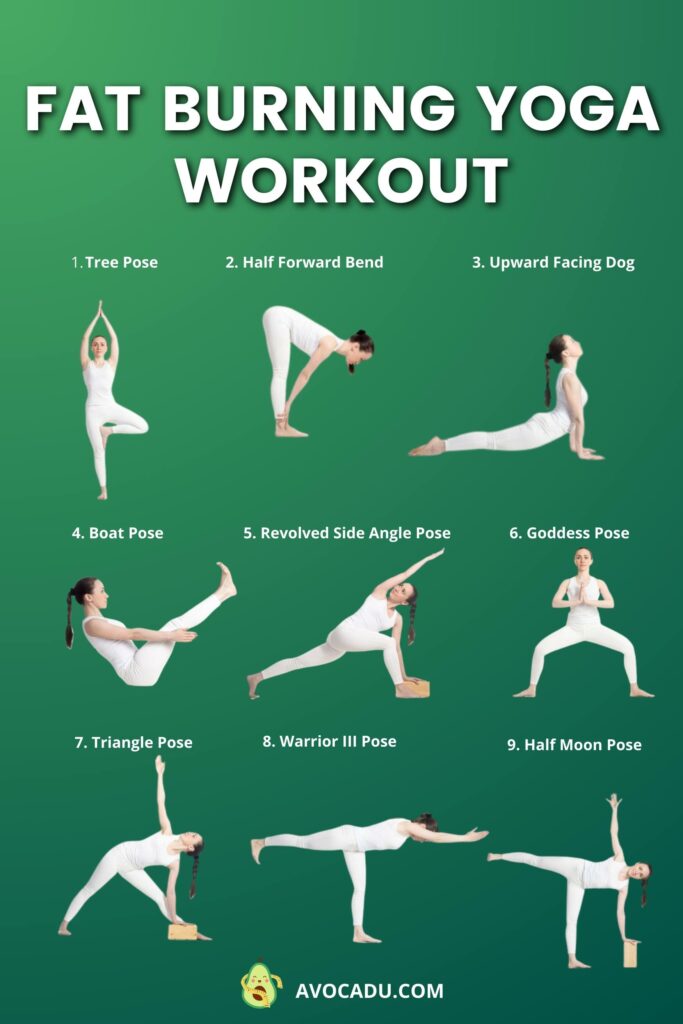 FAT BURNING YOGA
WORKOUT
1. Tree Pose
2. Half Forward Bend
3. Upward Facing Dog
4. Boat Pose
5. Revolved Side Angle Pose
6. Goddess Pose
7. Triangle Pose
8. Warrior III Pose
9. Half Moon Pose
AVOCADU.COM